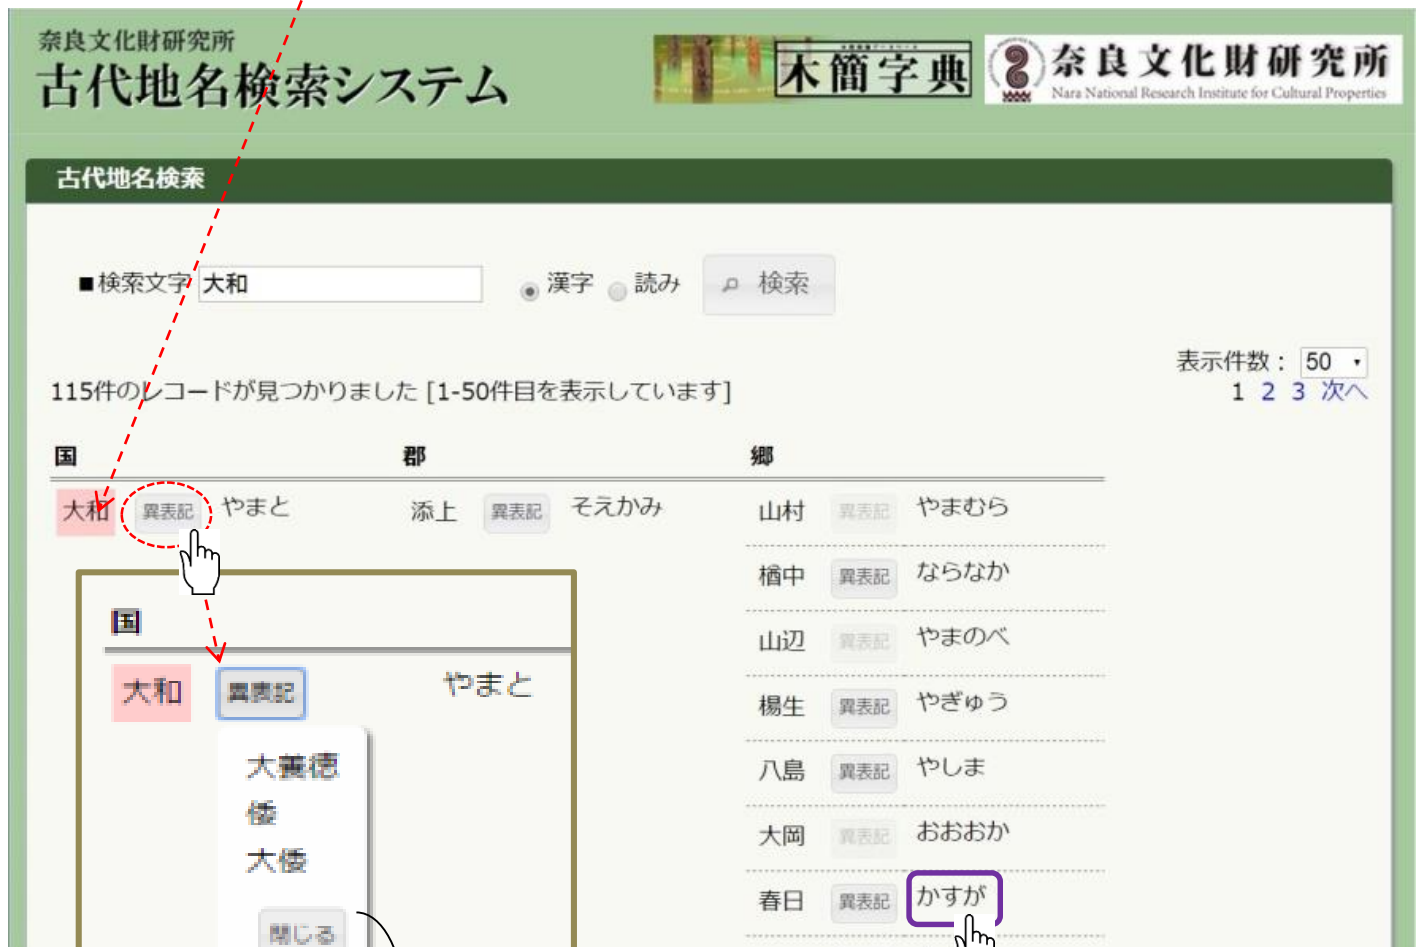 奈良文化財研究所
古代地名検索システム
木簡字典
奈良文化財研究所
Nara National Research Institute for Cultural Properties
古代地名検索
■検索文字 大和 漢字 読み 検索
表示件数： 50
115件のレコードが見つかりました [1-50件目を表示しています]
1 2 3 次へ
国 郡 郷
大和 異表記 やまと 添上 異表記 そえかみ 山村 異表記 やまむら
楢中 異表記 ならなか
山辺 異表記 やまのべ
楊生 異表記 やぎゅう
八島 異表記 やしま
大岡 異表記 おおおか
春日 異表記 かすが
国
大和 異表記 やまと
大養徳
倭
大倭
閉じる